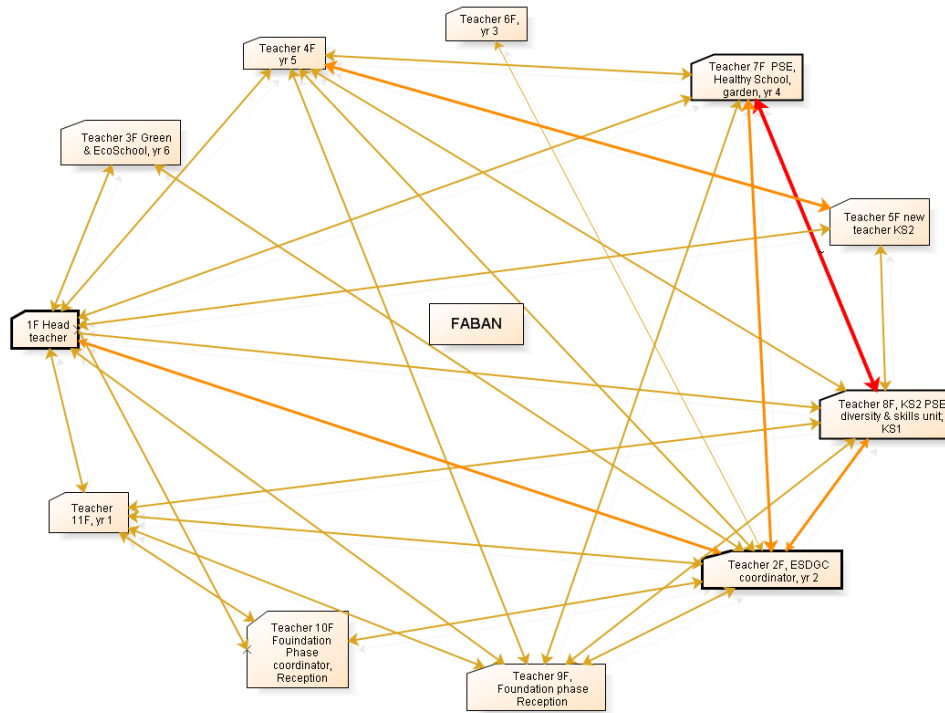 Teacher 6F,
yr 3
Teacher 4F
yr 5
Teacher 7F PSE,
Healthy School,
garden, yr 4
Teacher 3F Green
& EcoSchool, yr 6
Teacher 5F new
teacher KS2
FABAN
1F Head
teacher
Teacher 8F, KS2 PSE
diversity & skills unit;
KS1
Teacher
11F, yr 1
Teacher 2F, ESDGC
coordinator, yr 2
Teacher 10F
Fouindation
Phase
coordinator,
Reception
Teacher 9F,
Foundation phase
Reception